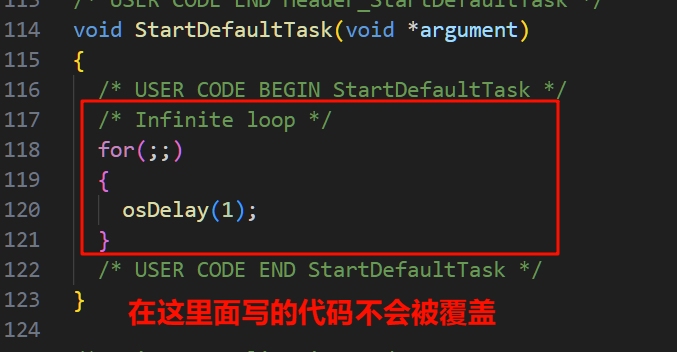 113 /* USER CODE END Header_StartDefaultTask */
114 void StartDefaultTask(void *argument)
115 {
116 /* USER CODE BEGIN StartDefaultTask */
117 /* Infinite loop */
118 for(;;)
119 {
120 osDelay(1);
121 }
122 /* USER CODE END StartDefaultTask */
123 }
在这里面写的代码不会被覆盖
124